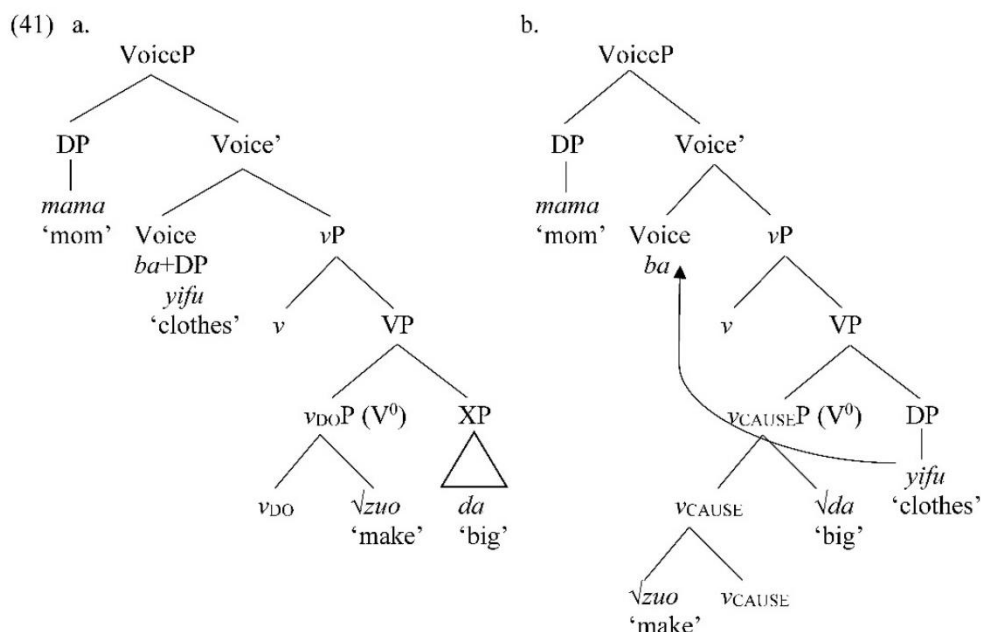 (41) a. b.
VoiceP VoiceP
DP Voice’ DP Voice’
mama mama
‘mom’ Voice vP ‘mom’ Voice vP
ba+DP ba
yifu
‘clothes’ v VP v VP
vDOP (V⁰) XP vCAUSEP (V⁰) DP
yifu
vDO √zuo da vCAUSE √da ‘clothes’
‘make’ ‘big’ ‘big’
√zuo vCAUSE
‘make’